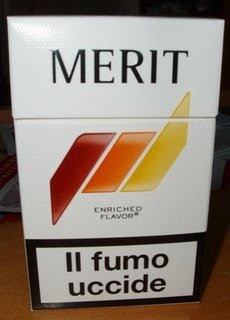 MERIT
ENRICHED
FLAVOR®
Il fumo
uccide